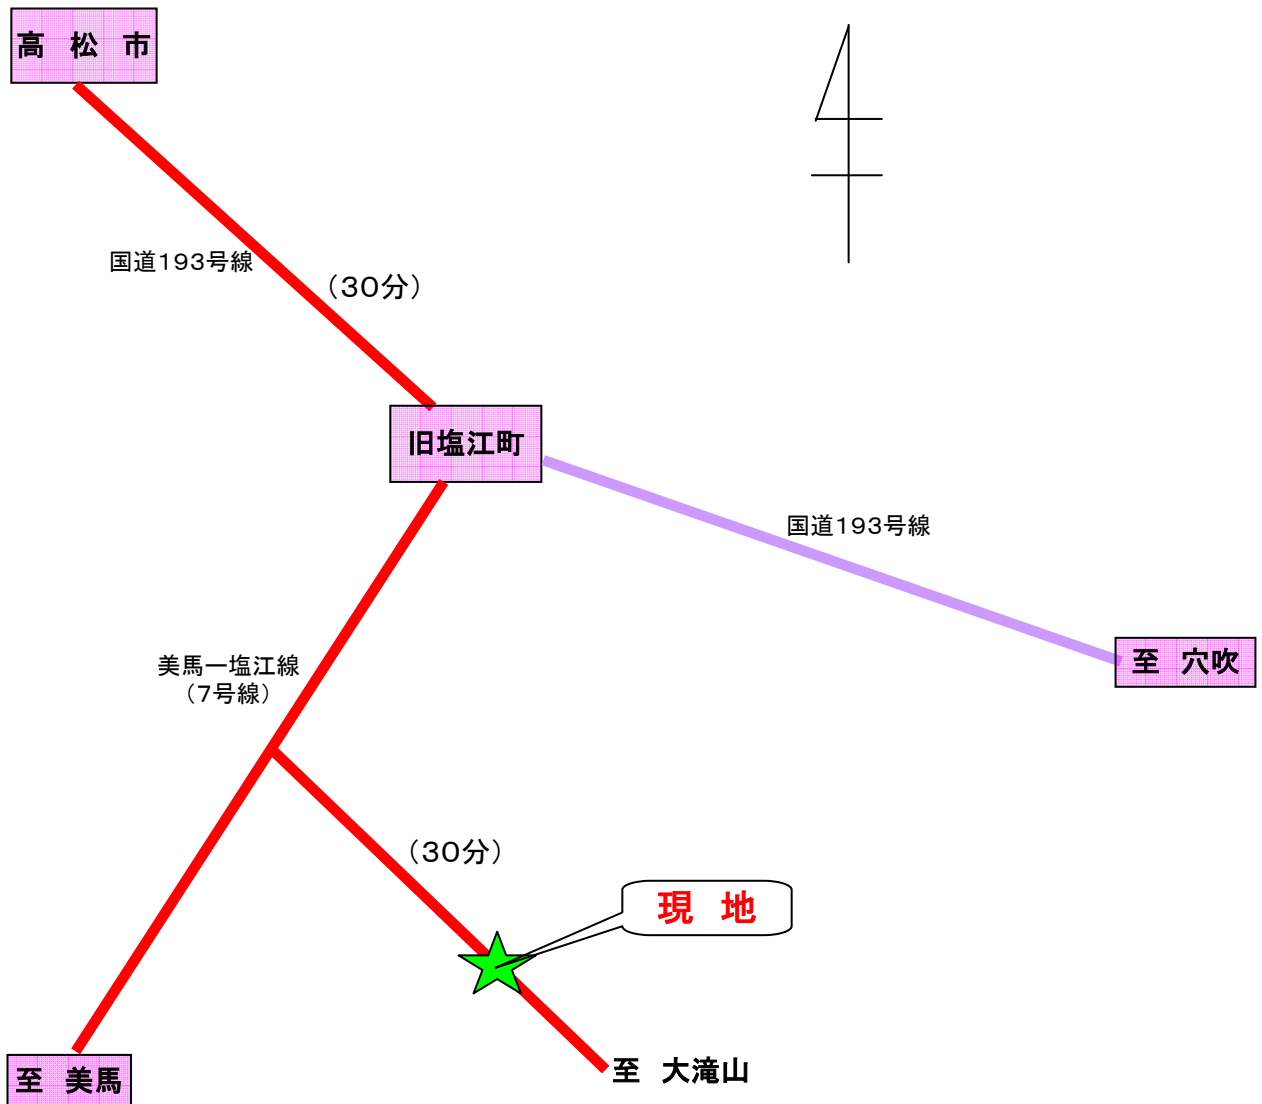 高　松　市
国道193号線
（30分）
旧塩江町
国道193号線
至　穴吹
美馬ー塩江線
（7号線）
（30分）
現　地
至　大滝山
至　美馬